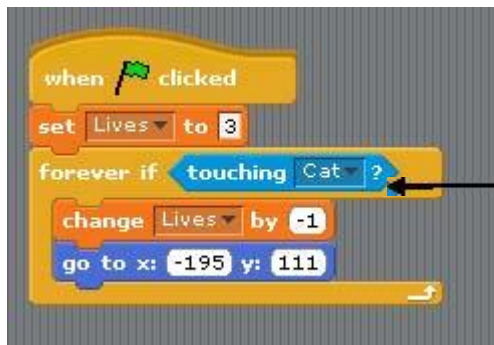 when clicked
set Lives to 3
forever if touching Cat ?
change Lives by -1
go to x: -195 y: 111